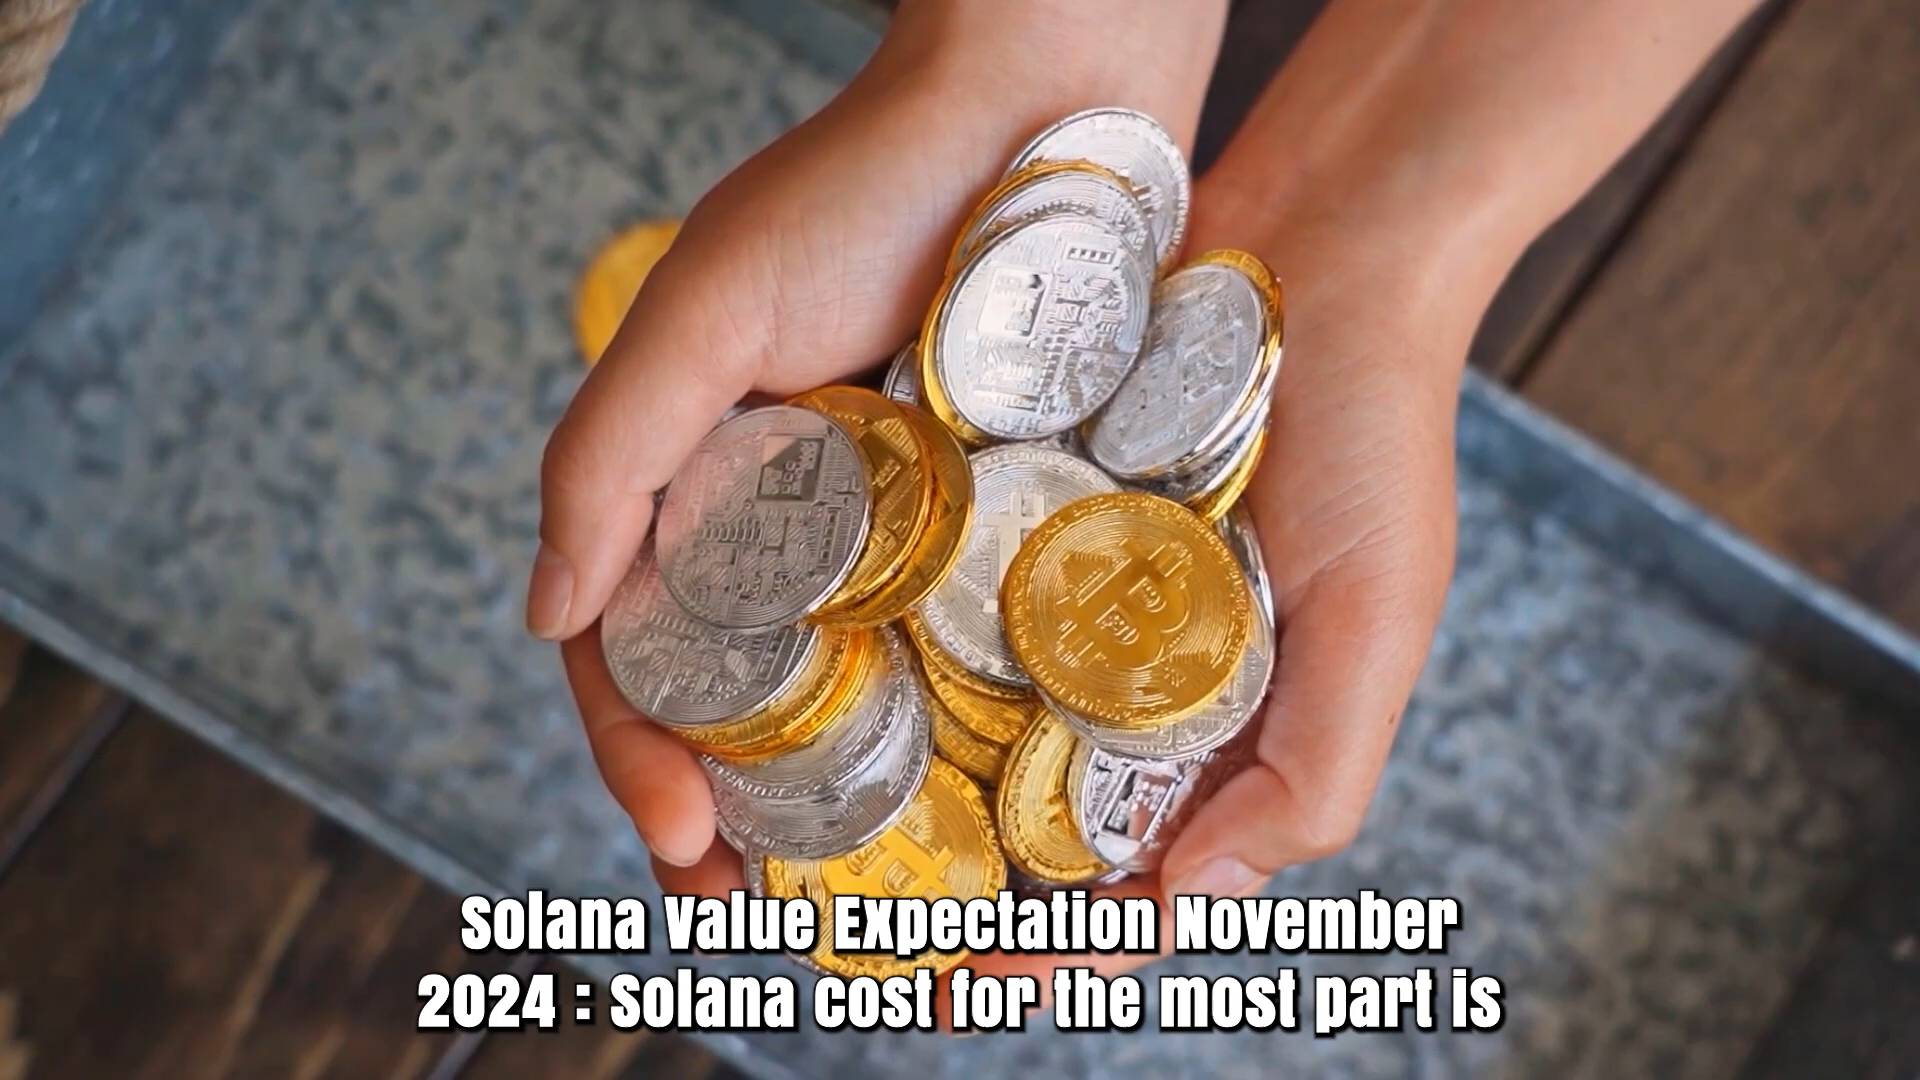 Solana Value Expectation November
2024 : Solana cost for the most part is